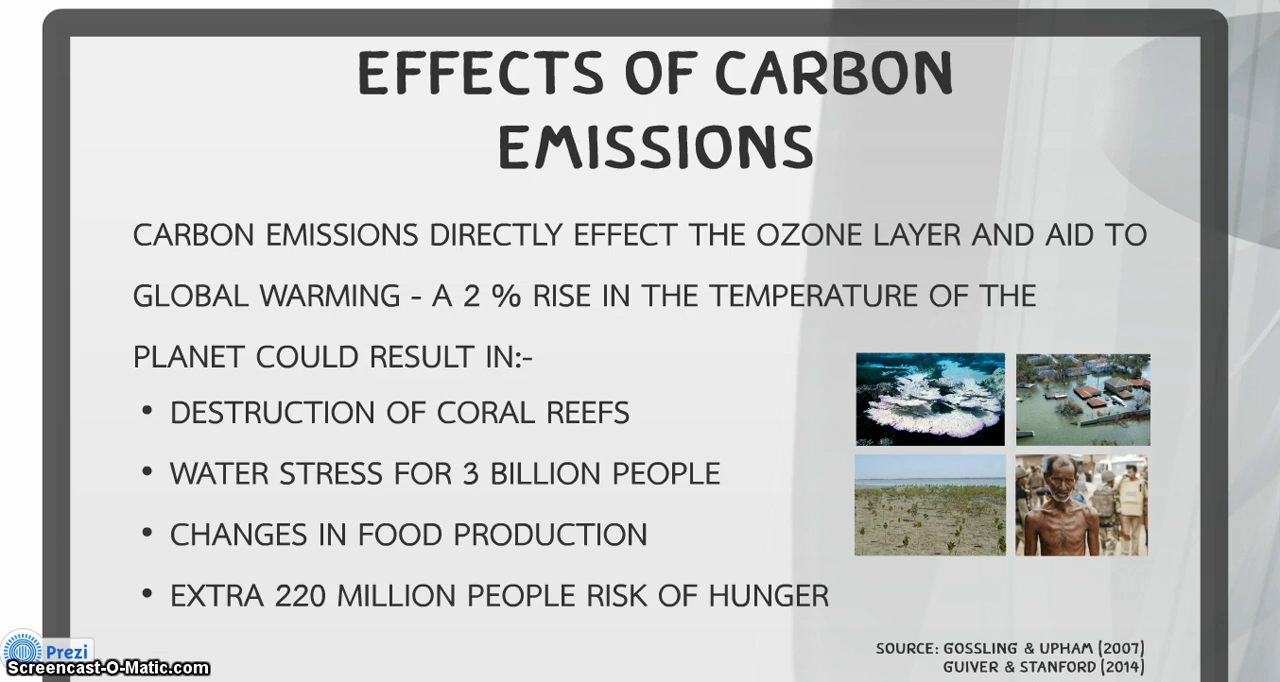 EFFECTS OF CARBON
EMISSIONS
CARBON EMISSIONS DIRECTLY EFFECT THE OZONE LAYER AND AID TO
GLOBAL WARMING - A 2 % RISE IN THE TEMPERATURE OF THE
PLANET COULD RESULT IN:-
• DESTRUCTION OF CORAL REEFS
• WATER STRESS FOR 3 BILLION PEOPLE
• CHANGES IN FOOD PRODUCTION
• EXTRA 220 MILLION PEOPLE RISK OF HUNGER
SOURCE: GOSSLING & UPHAM (2007)
GUIVER & STANFORD (2014)
Prezi
Screencast-O-Matic.com